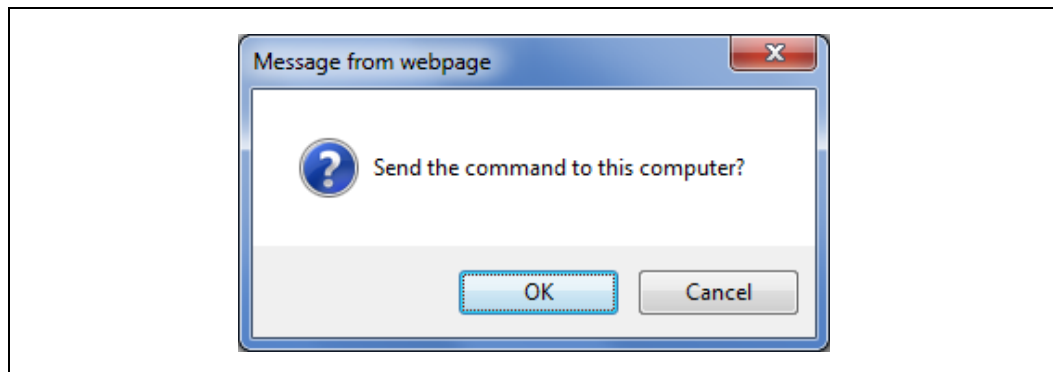 Message from webpage
Send the command to this computer?
OK
Cancel